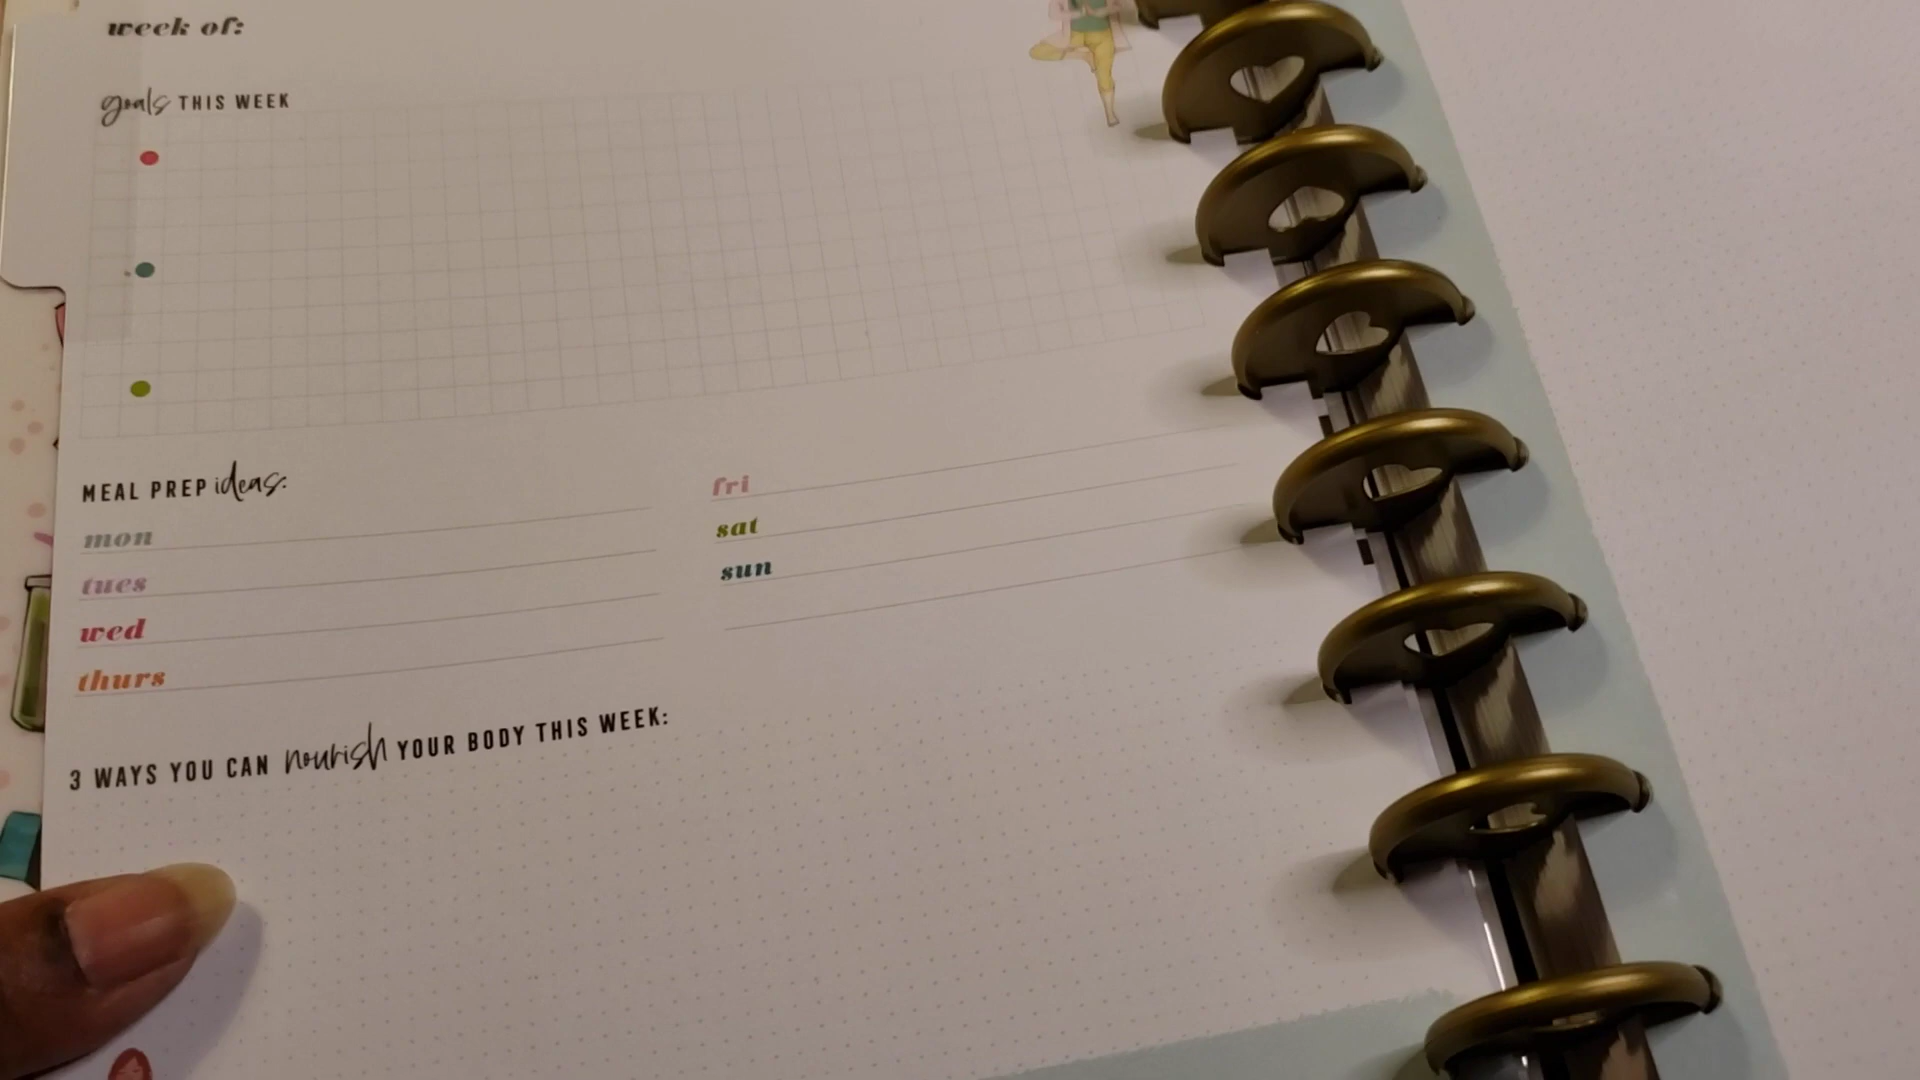 week of:
goals THIS WEEK
MEAL PREP ideas:
mon
tues
wed
thurs
fri
sat
sun
3 WAYS YOU CAN nourish YOUR BODY THIS WEEK: